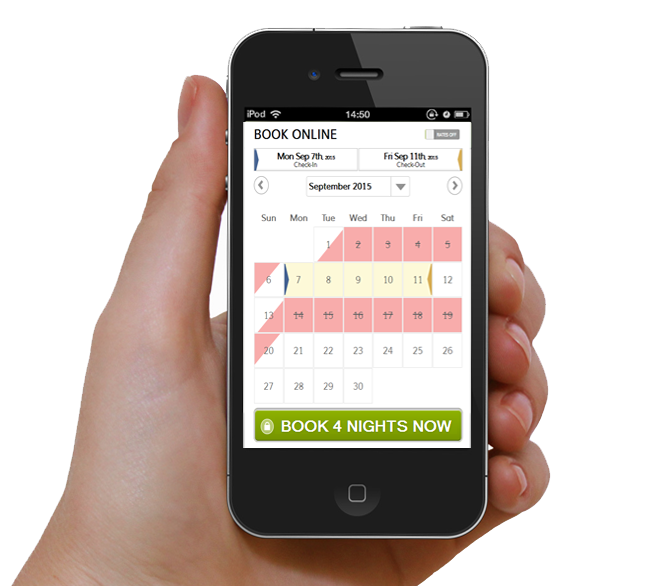 iPod 14:50
BOOK ONLINE RATES OFF
Mon Sep 7th, 2015 Fri Sep 11th, 2015
Check-In Check-Out
September 2015
Sun Mon Tue Wed Thu Fri Sat
1 2 3 4 5
6 7 8 9 10 11 12
13 14 15 16 17 18 19
20 21 22 23 24 25 26
27 28 29 30
BOOK 4 NIGHTS NOW